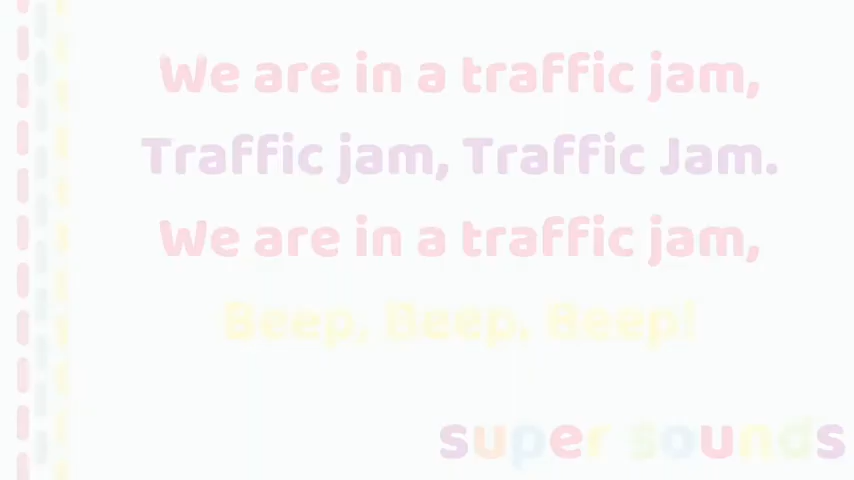 We are in a traffic jam,
Traffic jam, Traffic Jam.
We are in a traffic jam,
Beep, Beep, Beep!
super sounds